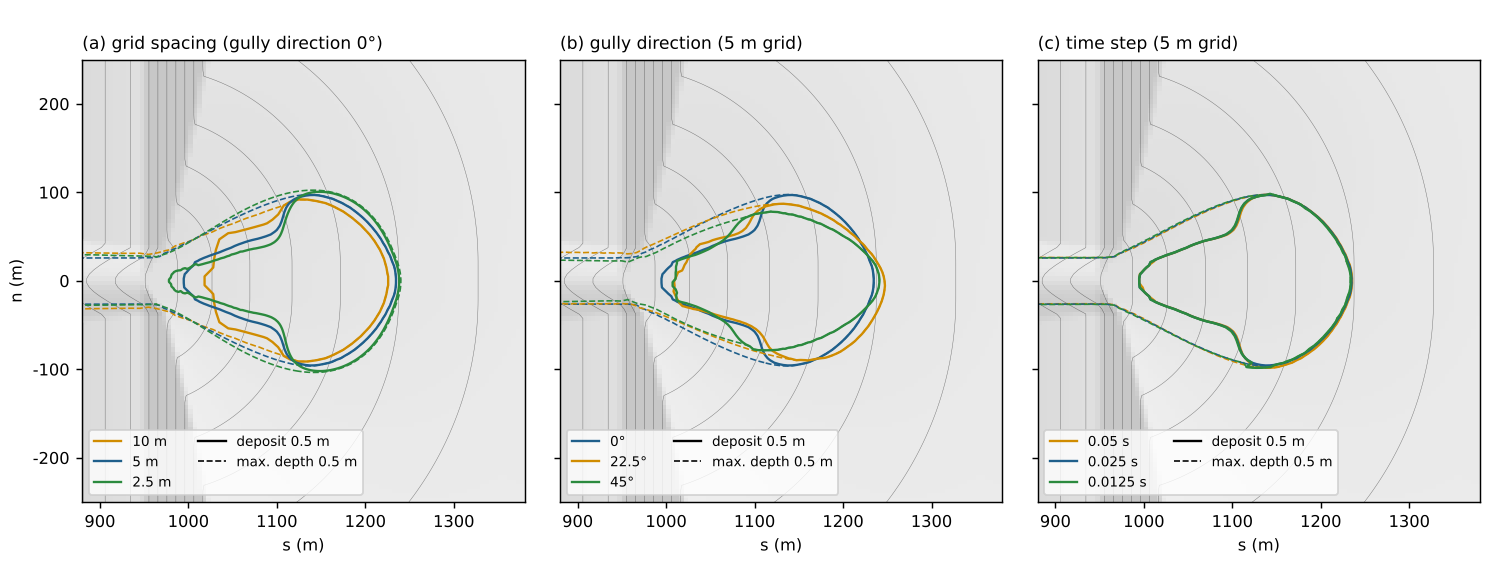 (a) grid spacing (gully direction 0°)
(b) gully direction (5 m grid)
(c) time step (5 m grid)
n (m)
200
100
0
-100
-200
10 m
5 m
2.5 m
deposit 0.5 m
max. depth 0.5 m
0°
22.5°
45°
deposit 0.5 m
max. depth 0.5 m
0.05 s
0.025 s
0.0125 s
deposit 0.5 m
max. depth 0.5 m
900 1000 1100 1200 1300
900 1000 1100 1200 1300
900 1000 1100 1200 1300
s (m)
s (m)
s (m)